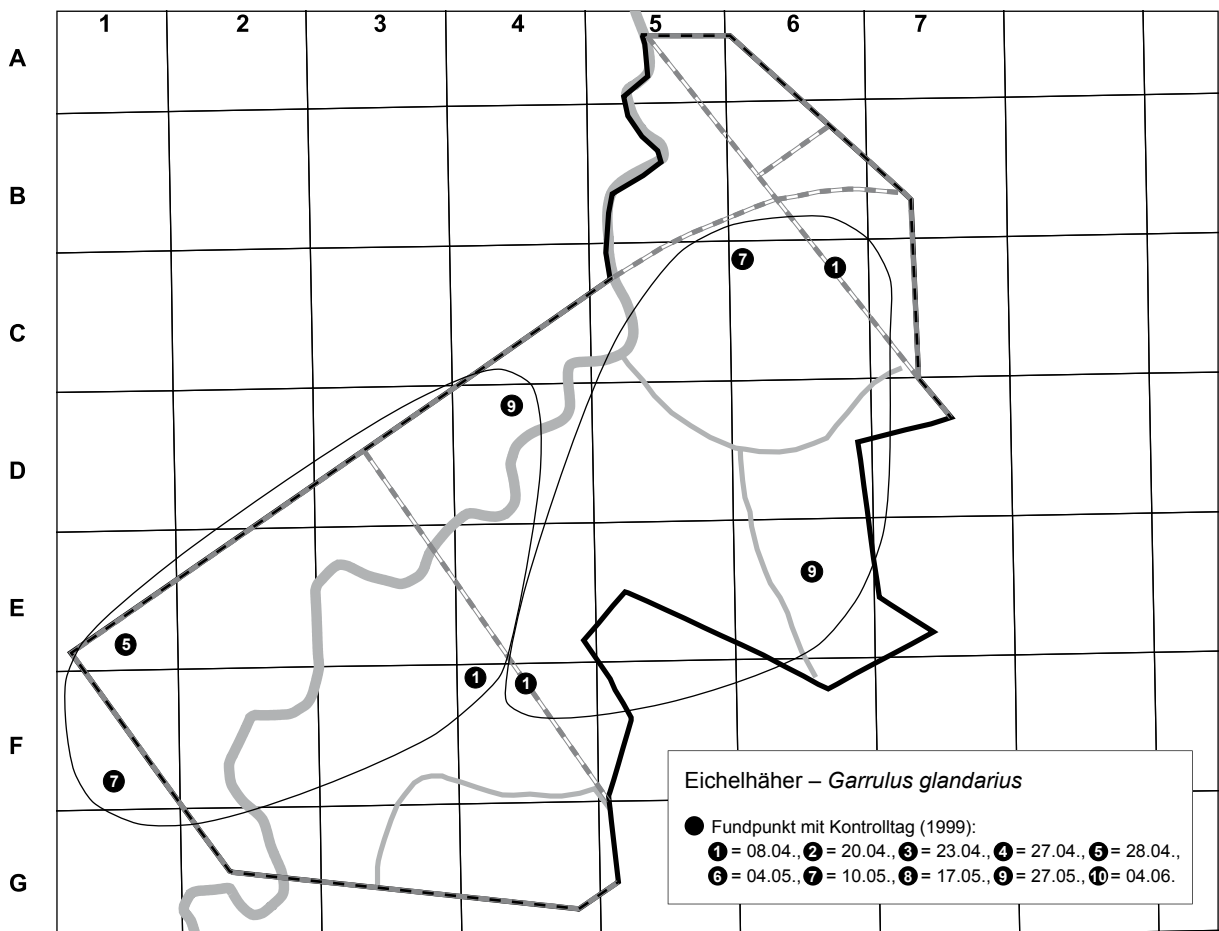 1 2 3 4 5 6 7
A
B
7 1
C
9
D
9
E
5
1 1
F
7
G
Eichelhäher – Garrulus glandarius
Fundpunkt mit Kontrolltag (1999):
1 = 08.04., 2 = 20.04., 3 = 23.04., 4 = 27.04., 5 = 28.04.,
6 = 04.05., 7 = 10.05., 8 = 17.05., 9 = 27.05., 10 = 04.06.